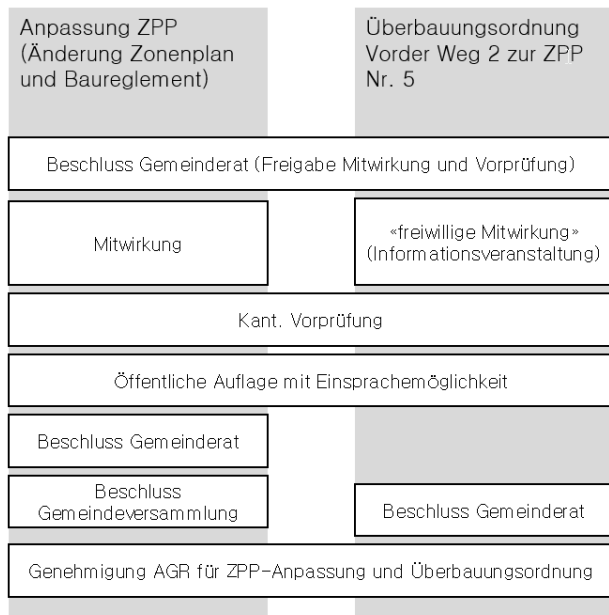 Anpassung ZPP
(Änderung Zonenplan
und Baureglement)
Überbauungsordnung
Vorder Weg 2 zur ZPP
Nr. 5
Beschluss Gemeinderat (Freigabe Mitwirkung und Vorprüfung)
Mitwirkung
«freiwillige Mitwirkung»
(Informationsveranstaltung)
Kant. Vorprüfung
Öffentliche Auflage mit Einsprachemöglichkeit
Beschluss Gemeinderat
Beschluss
Gemeindeversammlung
Beschluss Gemeinderat
Genehmigung AGR für ZPP-Anpassung und Überbauungsordnung